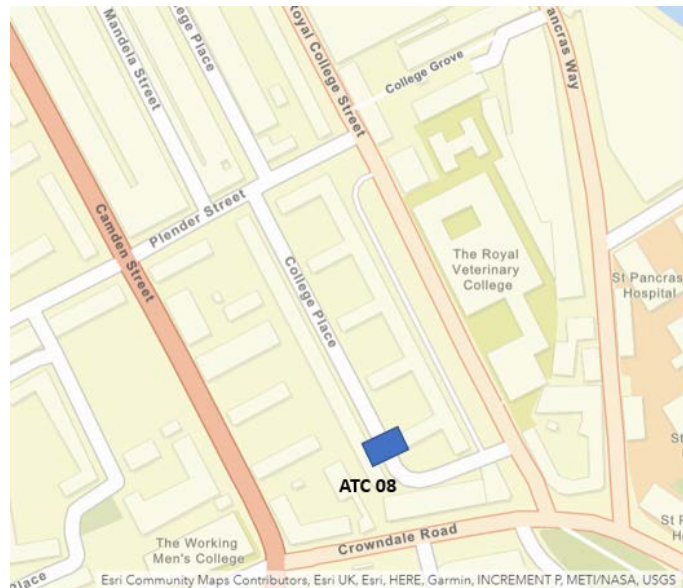 Mandela Street
College Place
Royal College Street
College Grove
Pancras Way
Plender Street
Camden Street
College Place
The Royal
Veterinary
College
St Pancras
Hospital
ATC 08
The Working
Men's College
Crowndale Road
St
St P
H
Place
Esri Community Maps Contributors, Esri UK, Esri, HERE, Garmin, INCREMENT P, METI/NASA, USGS